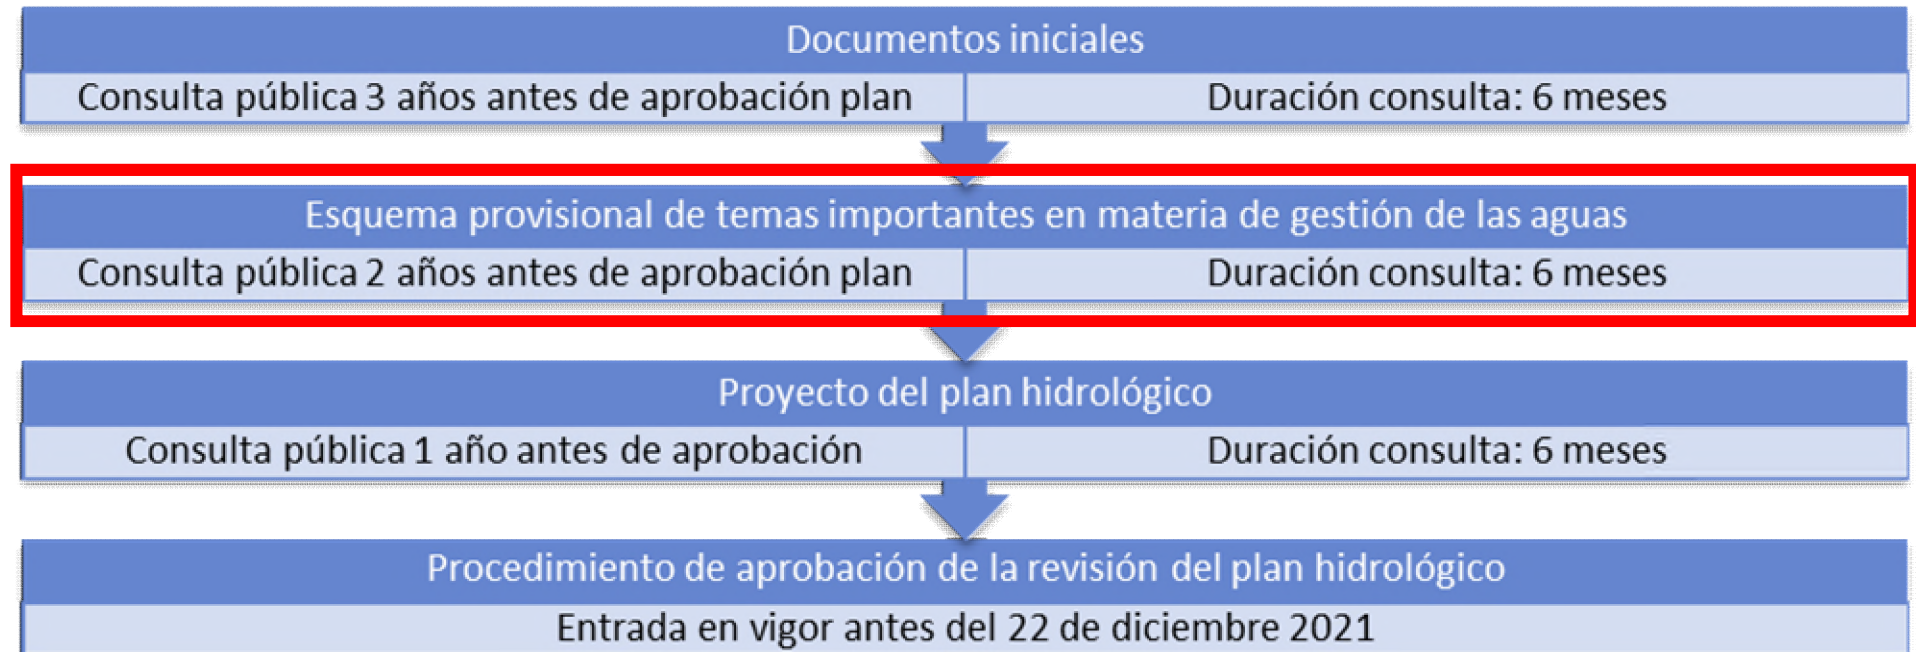 Documentos iniciales
Consulta pública 3 años antes de aprobación plan
Duración consulta: 6 meses
Esquema provisional de temas importantes en materia de gestión de las aguas
Consulta pública 2 años antes de aprobación plan
Duración consulta: 6 meses
Proyecto del plan hidrológico
Consulta pública 1 año antes de aprobación
Duración consulta: 6 meses
Procedimiento de aprobación de la revisión del plan hidrológico
Entrada en vigor antes del 22 de diciembre 2021